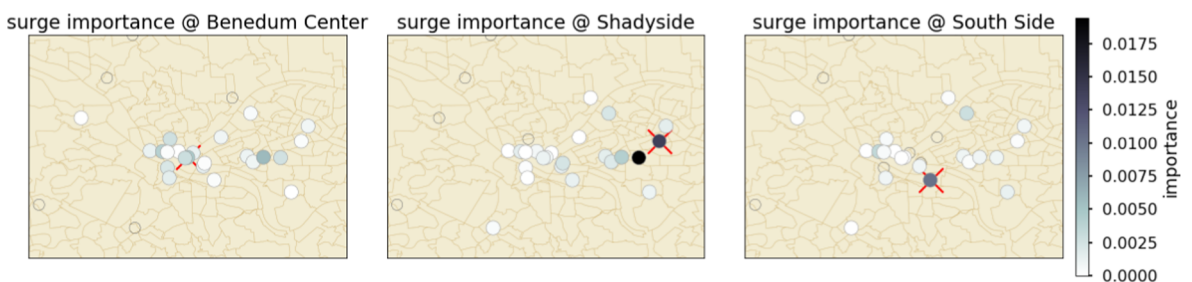 surge importance @ Benedum Center
surge importance @ Shadyside
surge importance @ South Side
0.0175
0.0150
0.0125
0.0100
0.0075
0.0050
0.0025
0.0000
importance